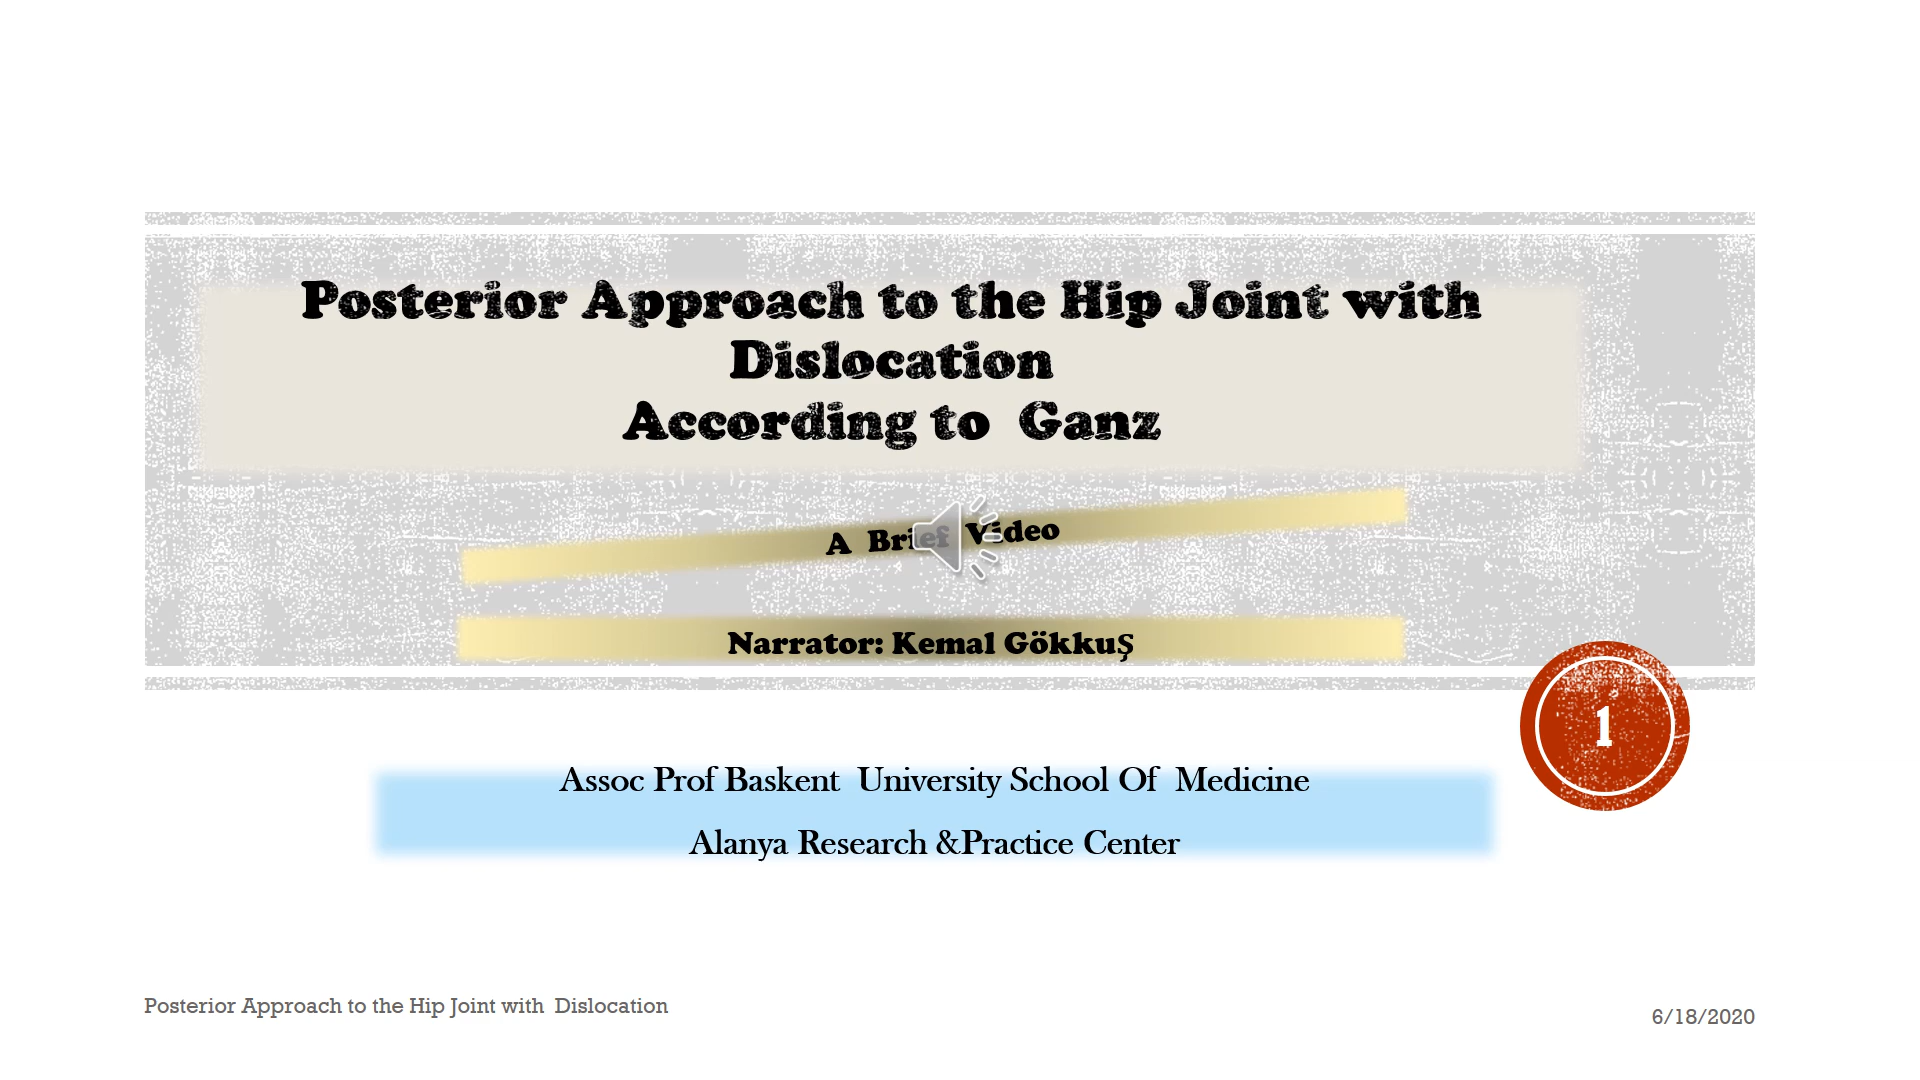 Posterior Approach to the Hip Joint with
Dislocation
According to Ganz
A Brief Video
Narrator: Kemal Gökkuş
1
Assoc Prof Baskent University School Of Medicine
Alanya Research &Practice Center
Posterior Approach to the Hip Joint with Dislocation
6/18/2020